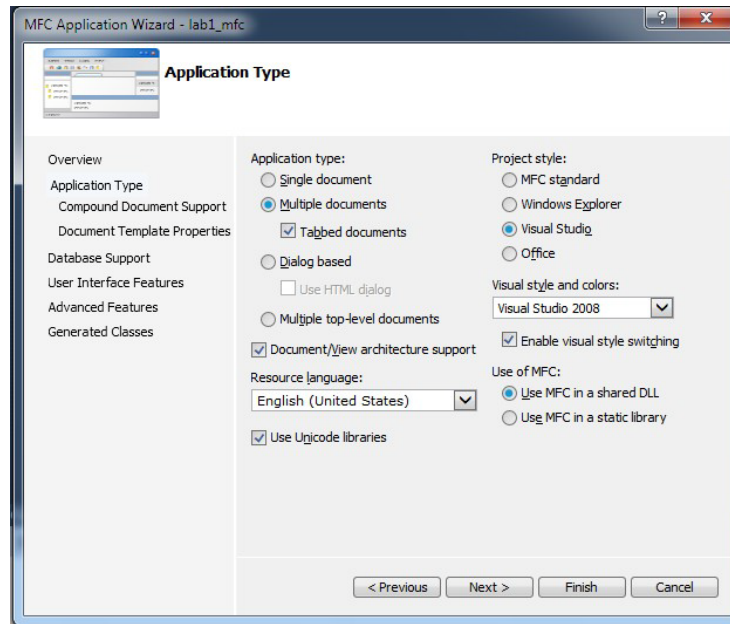 MFC Application Wizard - lab1_mfc
?
X
Application Type
Overview
Application Type
Compound Document Support
Document Template Properties
Database Support
User Interface Features
Advanced Features
Generated Classes
Application type:
Single document
Multiple documents
Tabbed documents
Dialog based
Use HTML dialog
Multiple top-level documents
Document/View architecture support
Resource language:
English (United States)
Use Unicode libraries
Project style:
MFC standard
Windows Explorer
Visual Studio
Office
Visual style and colors:
Visual Studio 2008
Enable visual style switching
Use of MFC:
Use MFC in a shared DLL
Use MFC in a static library
< Previous
Next >
Finish
Cancel